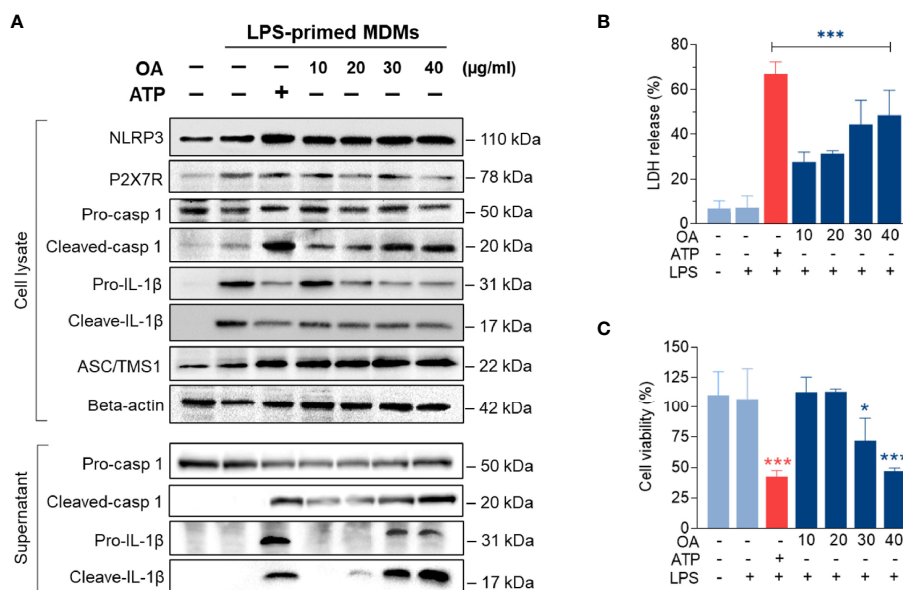 A
LPS-primed MDMs
OA – – – 10 20 30 40 (µg/ml)
ATP – – + – – – –
Cell lysate
NLRP3 – 110 kDa
P2X7R – 78 kDa
Pro-casp 1 – 50 kDa
Cleaved-casp 1 – 20 kDa
Pro-IL-1β – 31 kDa
Cleave-IL-1β – 17 kDa
ASC/TMS1 – 22 kDa
Beta-actin – 42 kDa
Supernatant
Pro-casp 1 – 50 kDa
Cleaved-casp 1 – 20 kDa
Pro-IL-1β – 31 kDa
Cleave-IL-1β – 17 kDa
B
***
LDH release (%)
80
60
40
20
0
OA - - - 10 20 30 40
ATP +
LPS - + + + + + +
C
Cell viability (%)
150
125
100
75
50
25
0
***
*
***
OA - - - 10 20 30 40
ATP +
LPS - + + + + + +